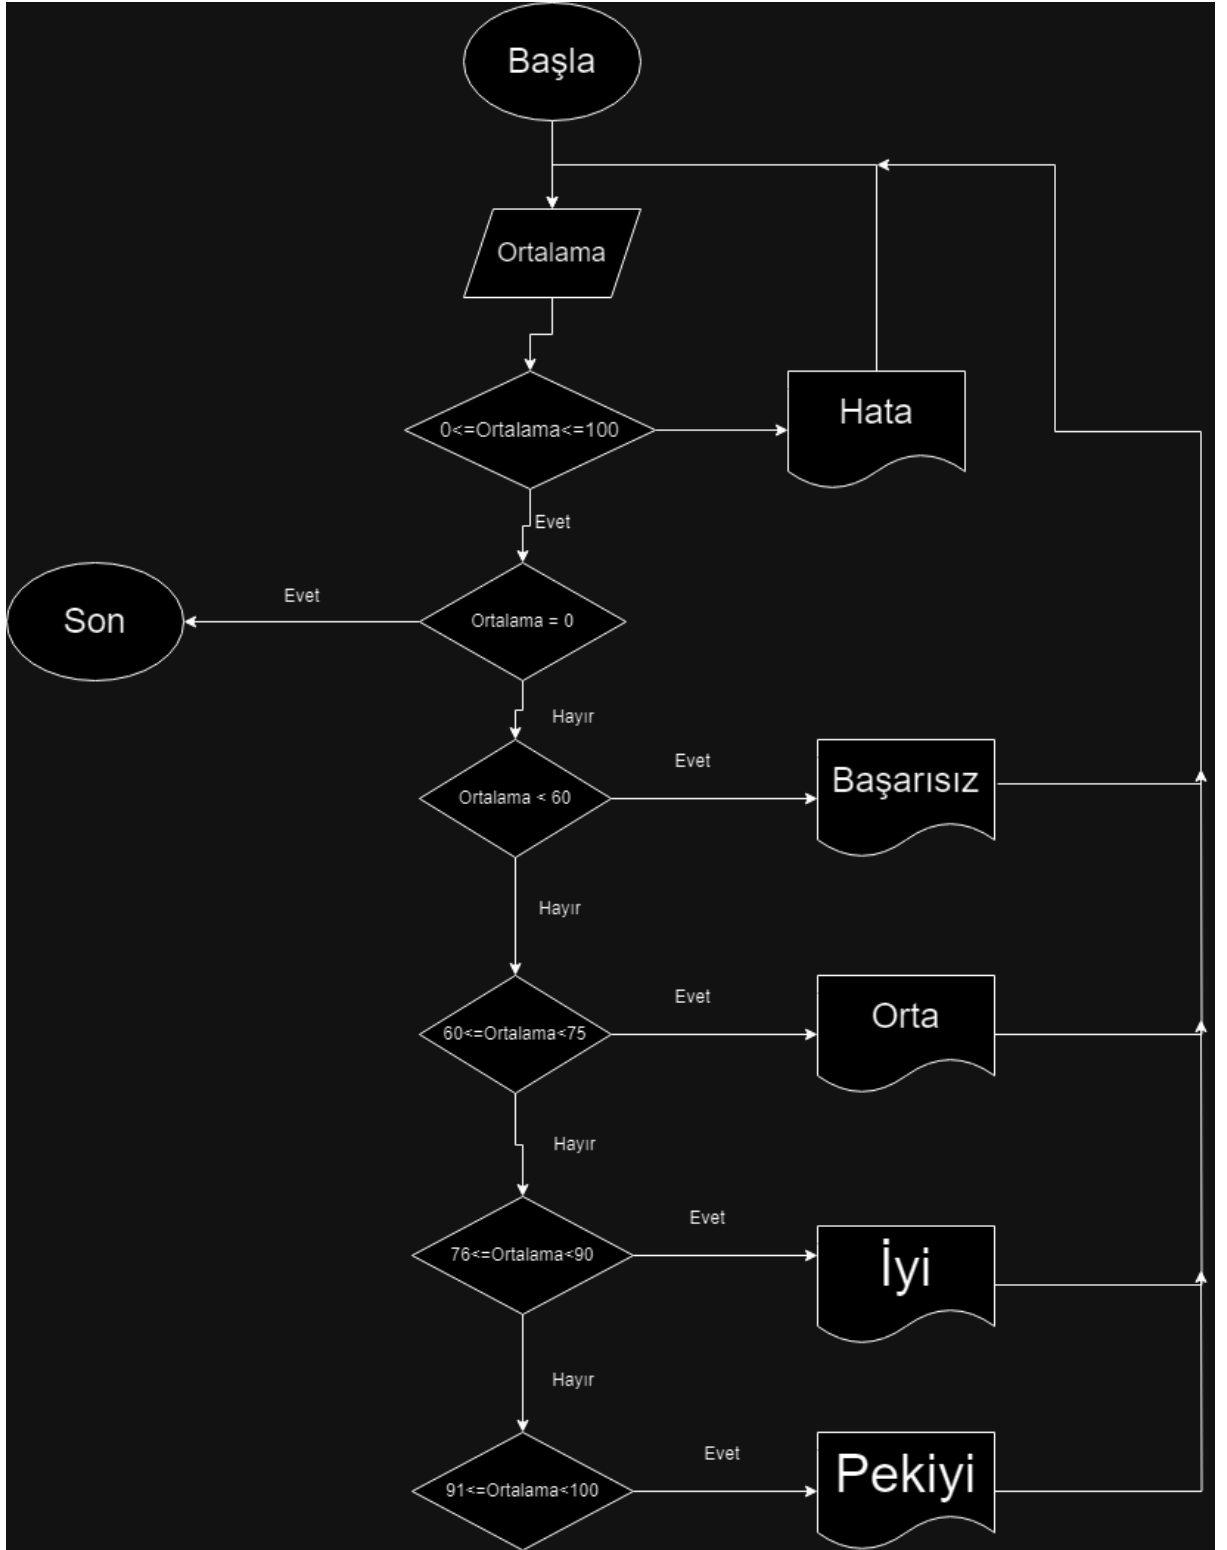 Başla
Ortalama
0<=Ortalama<=100
Hata
Evet
Son
Evet
Ortalama = 0
Hayır
Ortalama < 60
Evet
Başarısız
Hayır
60<=Ortalama<75
Evet
Orta
Hayır
76<=Ortalama<90
Evet
İyi
Hayır
91<=Ortalama<100
Evet
Pekiyi